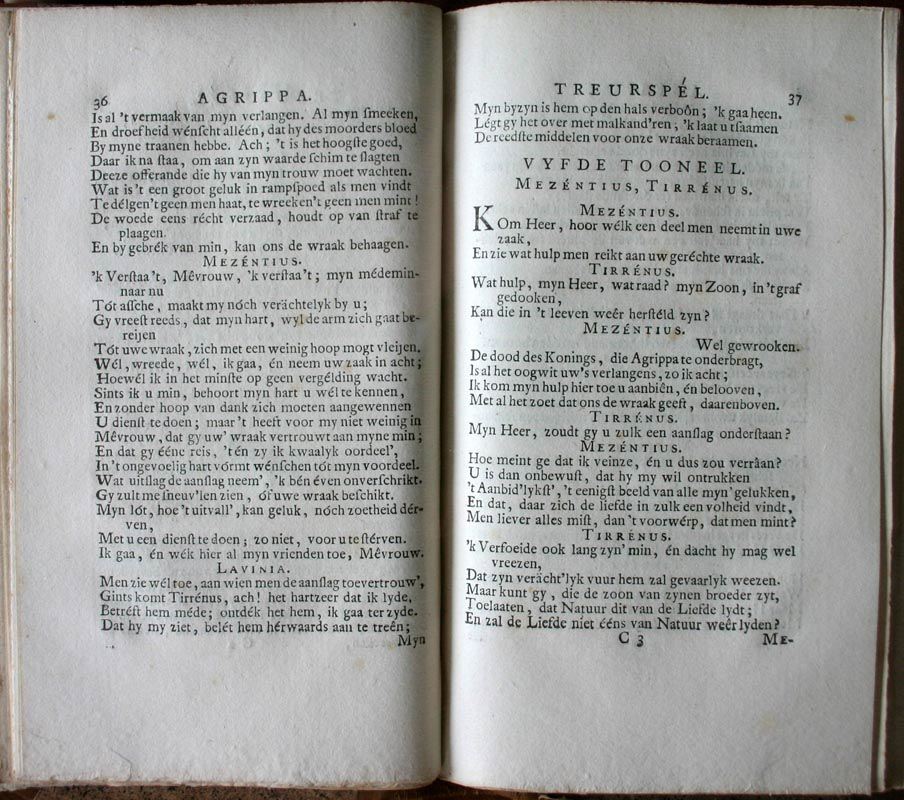 36 AGRIPPA.
Is al 't vermaak van myn verlangen. Al myn ſmeeken,
En droefheid wénſcht alléén, dat hy des moorders bloed
By myne traanen hebbe. Ach; 't is het hoogſte goed,
Daar ik na ſtaa, om aan zyn waarde ſchim te ſlagten
Deeze offerande die hy van myn trouw moet wachten.
Wat is 't een groot geluk in rampſpoed als men vindt
Te délgen 't geen men haat, te wreeken 't geen men mint!
De woede eens récht verzaad, houdt op van ſtraf te
plaagen.
En by gebrék van min, kan ons de wraak behaagen.
MEZÉNTIUS.
'k Verſtaa 't, Mêvrouw, 'k verſtaa 't; myn médemin-
naar nu
Tót aſſche, maakt my nóch verächtelyk by u;
Gy vreeſt reeds, dat myn hart, wyl de arm zich gaat be-
reijen
Tót uwe wraak, zich met een weinig hoop mogt vleijen.
Wél, wreede, wél, ik gaa, én neem uw zaak in acht;
Hoewél ik in het minſte op geen vergélding wacht.
Sints ik u min, behoort myn hart u wél te kennen,
En zonder hoop van dank zich moeten aangewennen
U dienſt te doen; maar 't heeft voor my niet weinig in
Mêvrouw, dat gy uw' wraak vertrouwt aan myne min;
En dat gy ééne reis, 't én zy ik kwaalyk oordeel',
In 't ongevoelig hart vórmt wénſchen tót myn voordeel.
Wat uitſlag de aanſlag neem', 'k bén éven onverſchrikt.
Gy zult me ſneuv'len zien, óf uwe wraak beſchikt.
Myn lót, hoe 't uitvall', kan geluk, nóch zoetheid dér-
ven,
Met u een dienſt te doen; zo niet, voor u te ſtérven.
Ik gaa, én wék hier al myn vrienden toe, Mêvrouw.
LAVINIA.
Men zie wél toe, aan wien men de aanſlag toevertrouw',
Gints komt Tirrénus, ach! het hartzeer dat ik lyde,
Betréft hem méde; ontdék het hem, ik gaa ter zyde.
Dat hy my ziet, belét hem hérwaards aan te treên;
Myn
TREURSPÉL. 37
Myn byzyn is hem op den hals verboôn; 'k gaa heen.
Légt gy het over met malkand'ren; 'k laat u tſaamen
De reedſte middelen voor onze wraak beraamen.
VYFDE TOONEEL.
MEZÉNTIUS, TIRRÉNUS.
MEZÉNTIUS.
KOm Heer, hoor wélk een deel men neemt in uwe
zaak,
En zie wat hulp men reikt aan uw geréchte wraak.
TIRRÉNUS.
Wat hulp, myn Heer, wat raad? myn Zoon, in 't graf
gedooken,
Kan die in 't leeven weêr herſtéld zyn?
MEZÉNTIUS.
Wel gewrooken.
De dood des Konings, die Agrippa te onderbragt,
Is al het oogwit uw's verlangens, zo ik acht;
Ik kom myn hulp hier toe u aanbiên, én belooven,
Met al het zoet dat ons de wraak geeft, daarenboven.
TIRRÉNUS.
Myn Heer, zoudt gy u zulk een aanſlag onderſtaan?
MEZÉNTIUS.
Hoe meint ge dat ik veinze, én u dus zou verrâan?
U is dan onbewuſt, dat hy my wil ontrukken
't Aanbid'lykſt', 't eenigſt beeld van alle myn' gelukken,
En dat, daar zich de liefde in zulk een volheid vindt,
Men liever alles miſt, dan 't voorwérp, dat men mint?
TIRRÉNUS.
'k Verfoeide ook lang zyn' min, én dacht hy mag wel
vreezen,
Dat zyn verächt'lyk vuur hem zal gevaarlyk weezen.
Maar kunt gy, die de zoon van zynen broeder zyt,
Toelaaten, dat Natuur dit van de Liefde lydt;
En zal de Liefde niet ééns van Natuur weêr lyden?
C 3 ME-